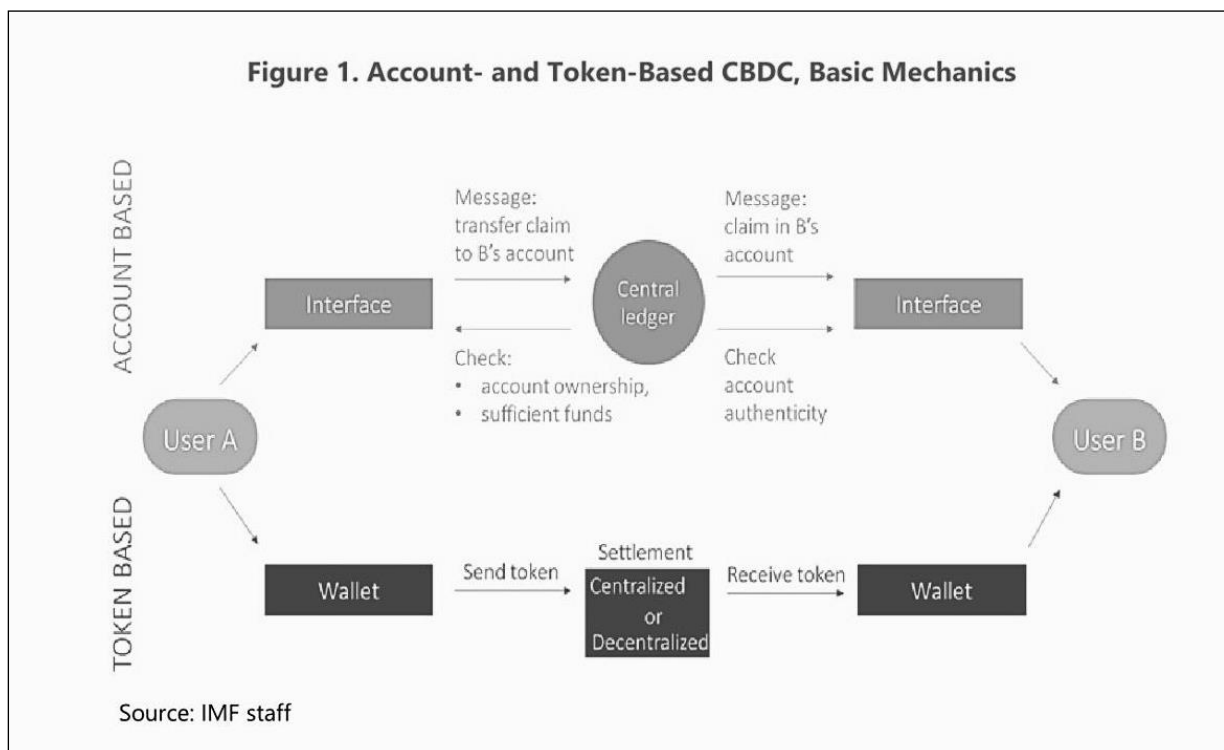 Figure 1. Account- and Token-Based CBDC, Basic Mechanics
ACCOUNT BASED
Message:
transfer claim
to B's account
Message:
claim in B's
account
Interface
Central
ledger
Interface
Check:
• account ownership,
• sufficient funds
Check
account
authenticity
User A
User B
TOKEN BASED
Wallet
Send token
Settlement
Centralized
or
Decentralized
Receive token
Wallet
Source: IMF staff